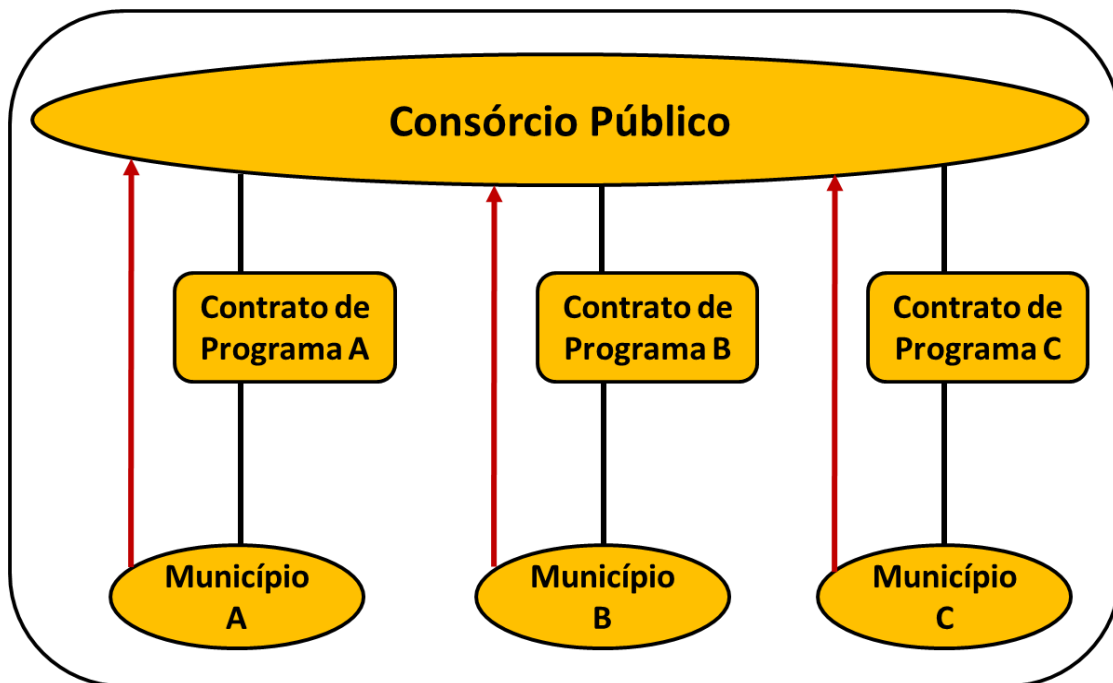 Consórcio Público
Contrato de
Programa A
Contrato de
Programa B
Contrato de
Programa C
Município
A
Município
B
Município
C